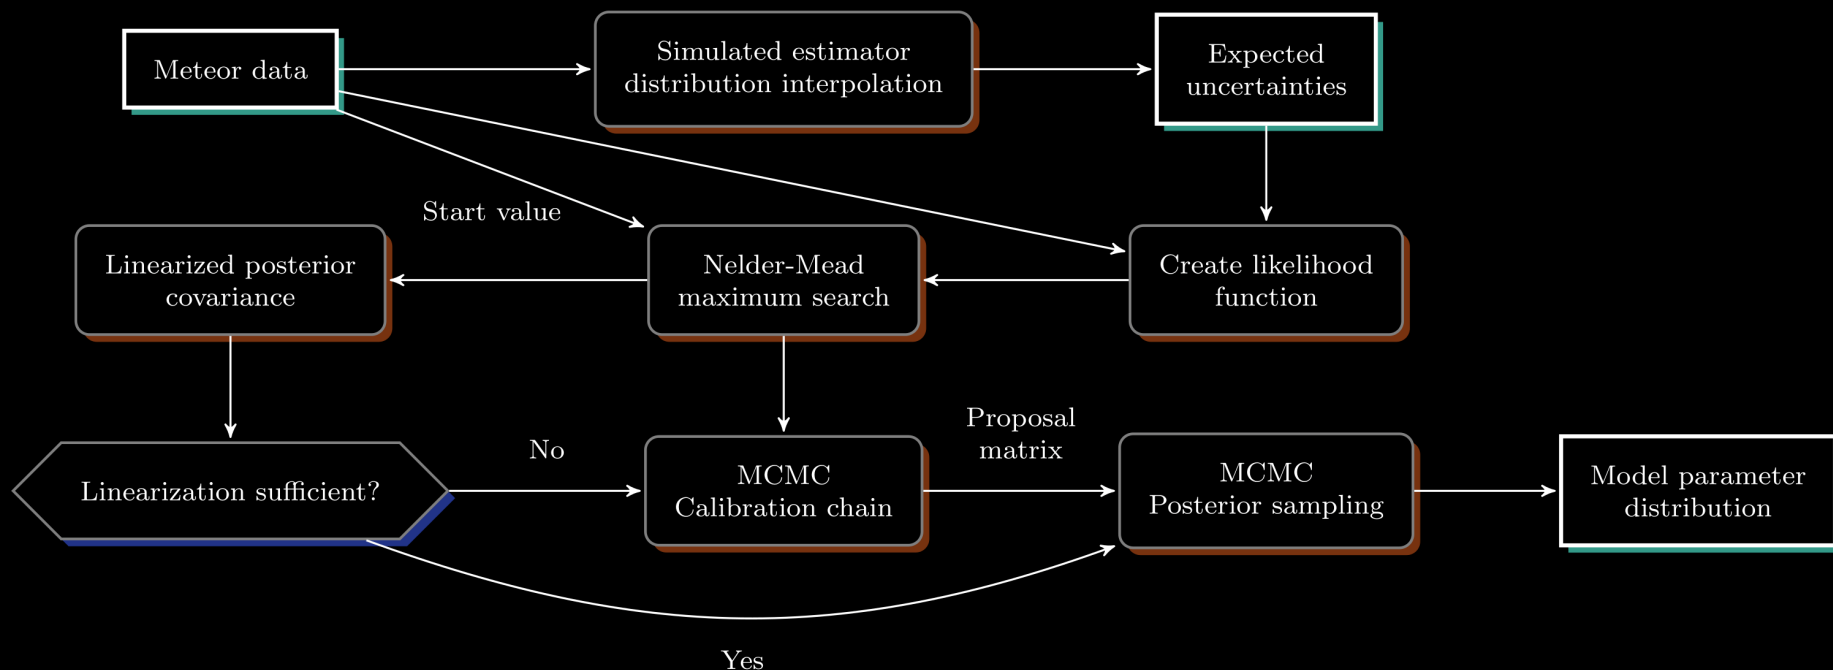 Meteor data
Simulated estimator
distribution interpolation
Expected
uncertainties
Start value
Linearized posterior
covariance
Nelder-Mead
maximum search
Create likelihood
function
Linearization sufficient?
No
MCMC
Calibration chain
Proposal
matrix
MCMC
Posterior sampling
Model parameter
distribution
Yes